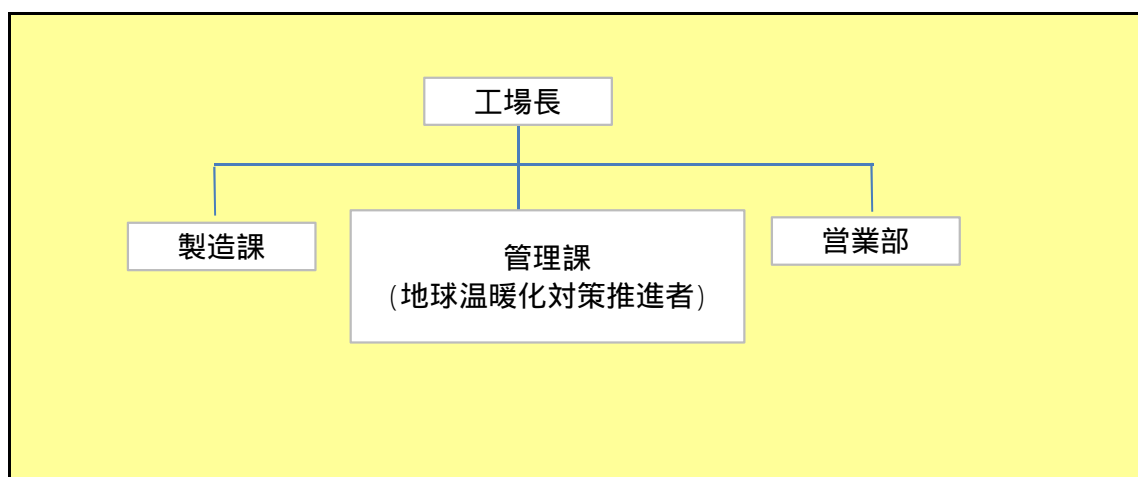 工場長
製造課
管理課
(地球温暖化対策推進者)
営業部